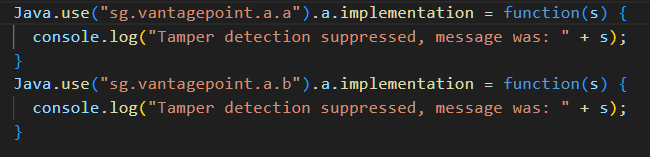 Java.use("sg.vantagepoint.a.a").a.implementation = function(s) {
  console.log("Tamper detection suppressed, message was: " + s);
}
Java.use("sg.vantagepoint.a.b").a.implementation = function(s) {
  console.log("Tamper detection suppressed, message was: " + s);
}